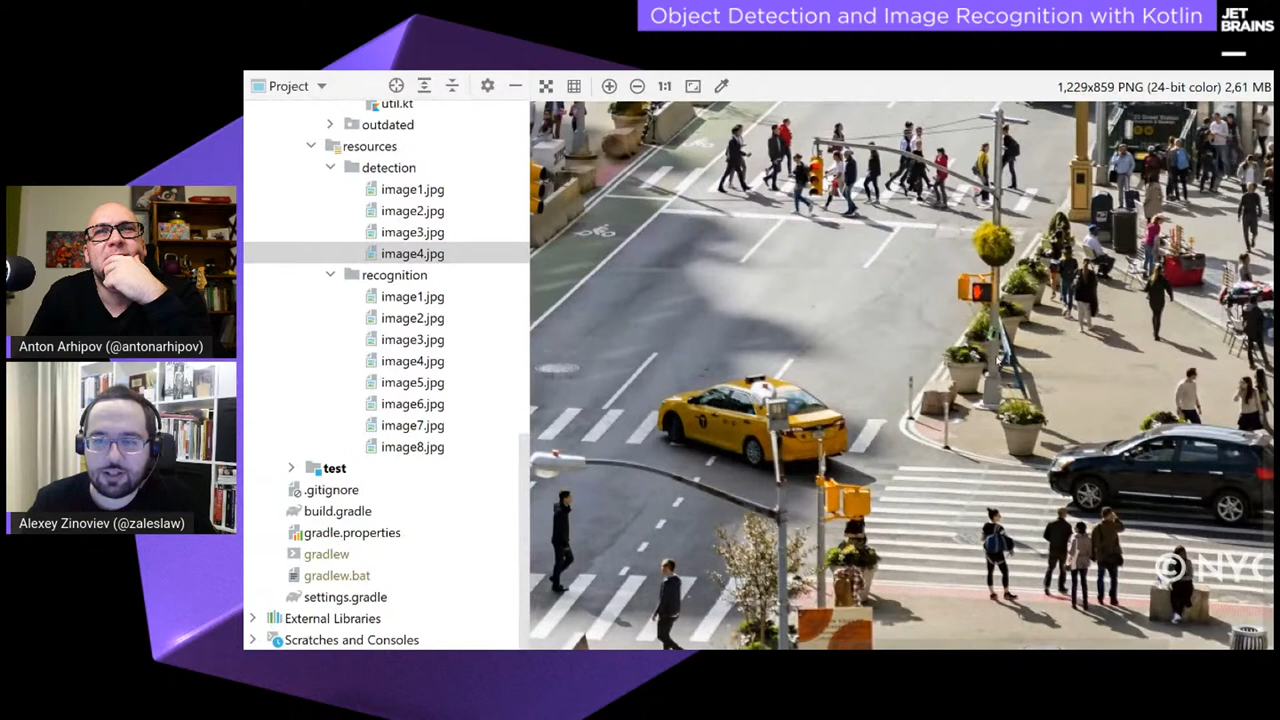 Object Detection and Image Recognition with Kotlin
JET
BRAINS
Project
1:1
1,229x859 PNG (24-bit color) 2,61 MB
util.kt
outdated
resources
detection
image1.jpg
image2.jpg
image3.jpg
image4.jpg
recognition
image1.jpg
image2.jpg
image3.jpg
image4.jpg
image5.jpg
image6.jpg
image7.jpg
image8.jpg
test
.gitignore
build.gradle
gradle.properties
gradlew
gradlew.bat
settings.gradle
External Libraries
Scratches and Consoles
Anton Arhipov (@antonarhipov)
Alexey Zinoviev (@zaleslaw)
© NYC